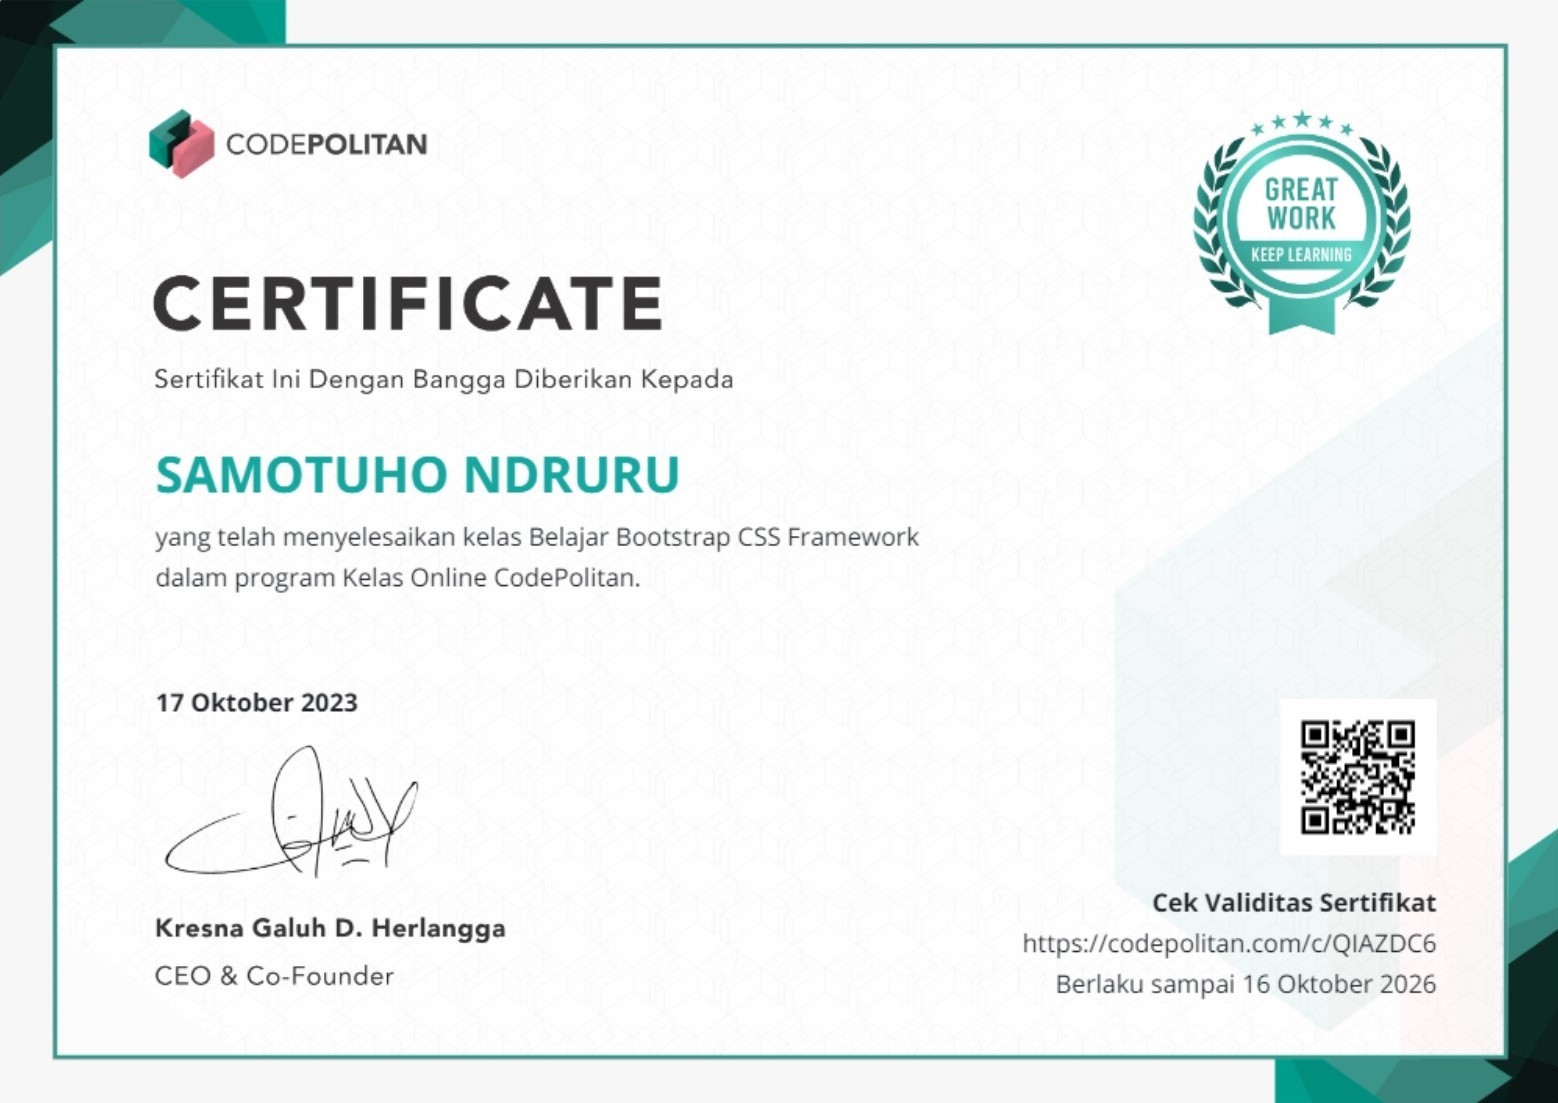 CODEPOLITAN
GREAT
WORK
KEEP LEARNING
CERTIFICATE
Sertifikat Ini Dengan Bangga Diberikan Kepada
SAMOTUHO NDRURU
yang telah menyelesaikan kelas Belajar Bootstrap CSS Framework
dalam program Kelas Online CodePolitan.
17 Oktober 2023
Kresna Galuh D. Herlangga
CEO & Co-Founder
Cek Validitas Sertifikat
https://codepolitan.com/c/QIAZDC6
Berlaku sampai 16 Oktober 2026